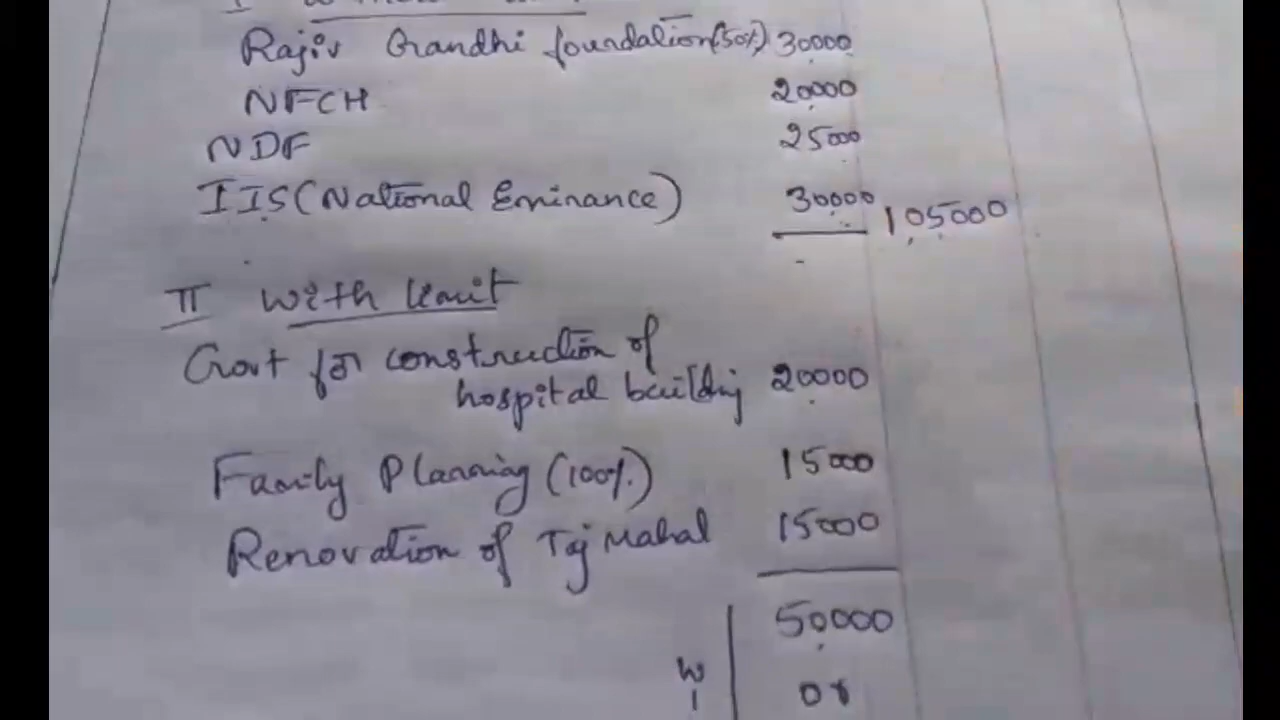 Rajiv Gandhi foundation(50%) 30000
NFCH 20000
NDF 25000
IIS (National Eminance) 30000 105000
II With limit
Govt for construction of
hospital building 20000
Family Planning (100%) 15000
Renovation of Taj Mahal 15000
50000
W
or